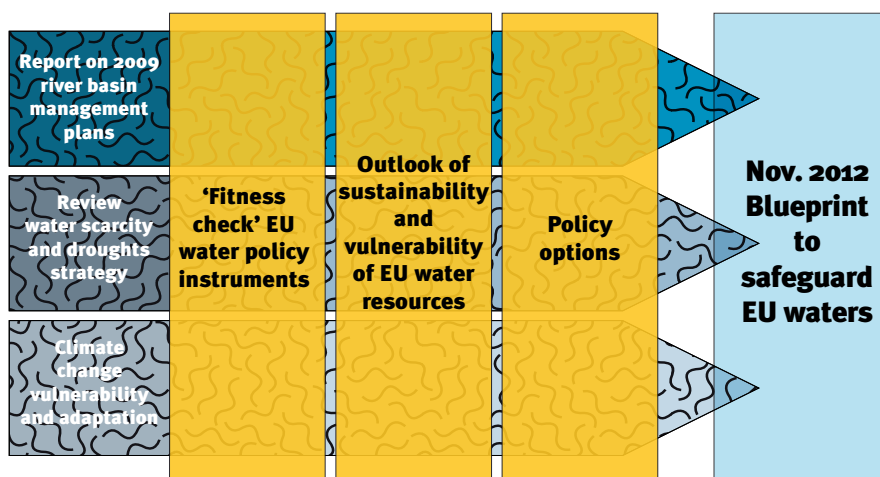 Report on 2009
river basin
management
plans
Review
water scarcity
and droughts
strategy
Climate
change
vulnerability
and adaptation
‘Fitness
check’ EU
water policy
instruments
Outlook of
sustainability
and
vulnerability
of EU water
resources
Policy
options
Nov. 2012
Blueprint
to
safeguard
EU waters